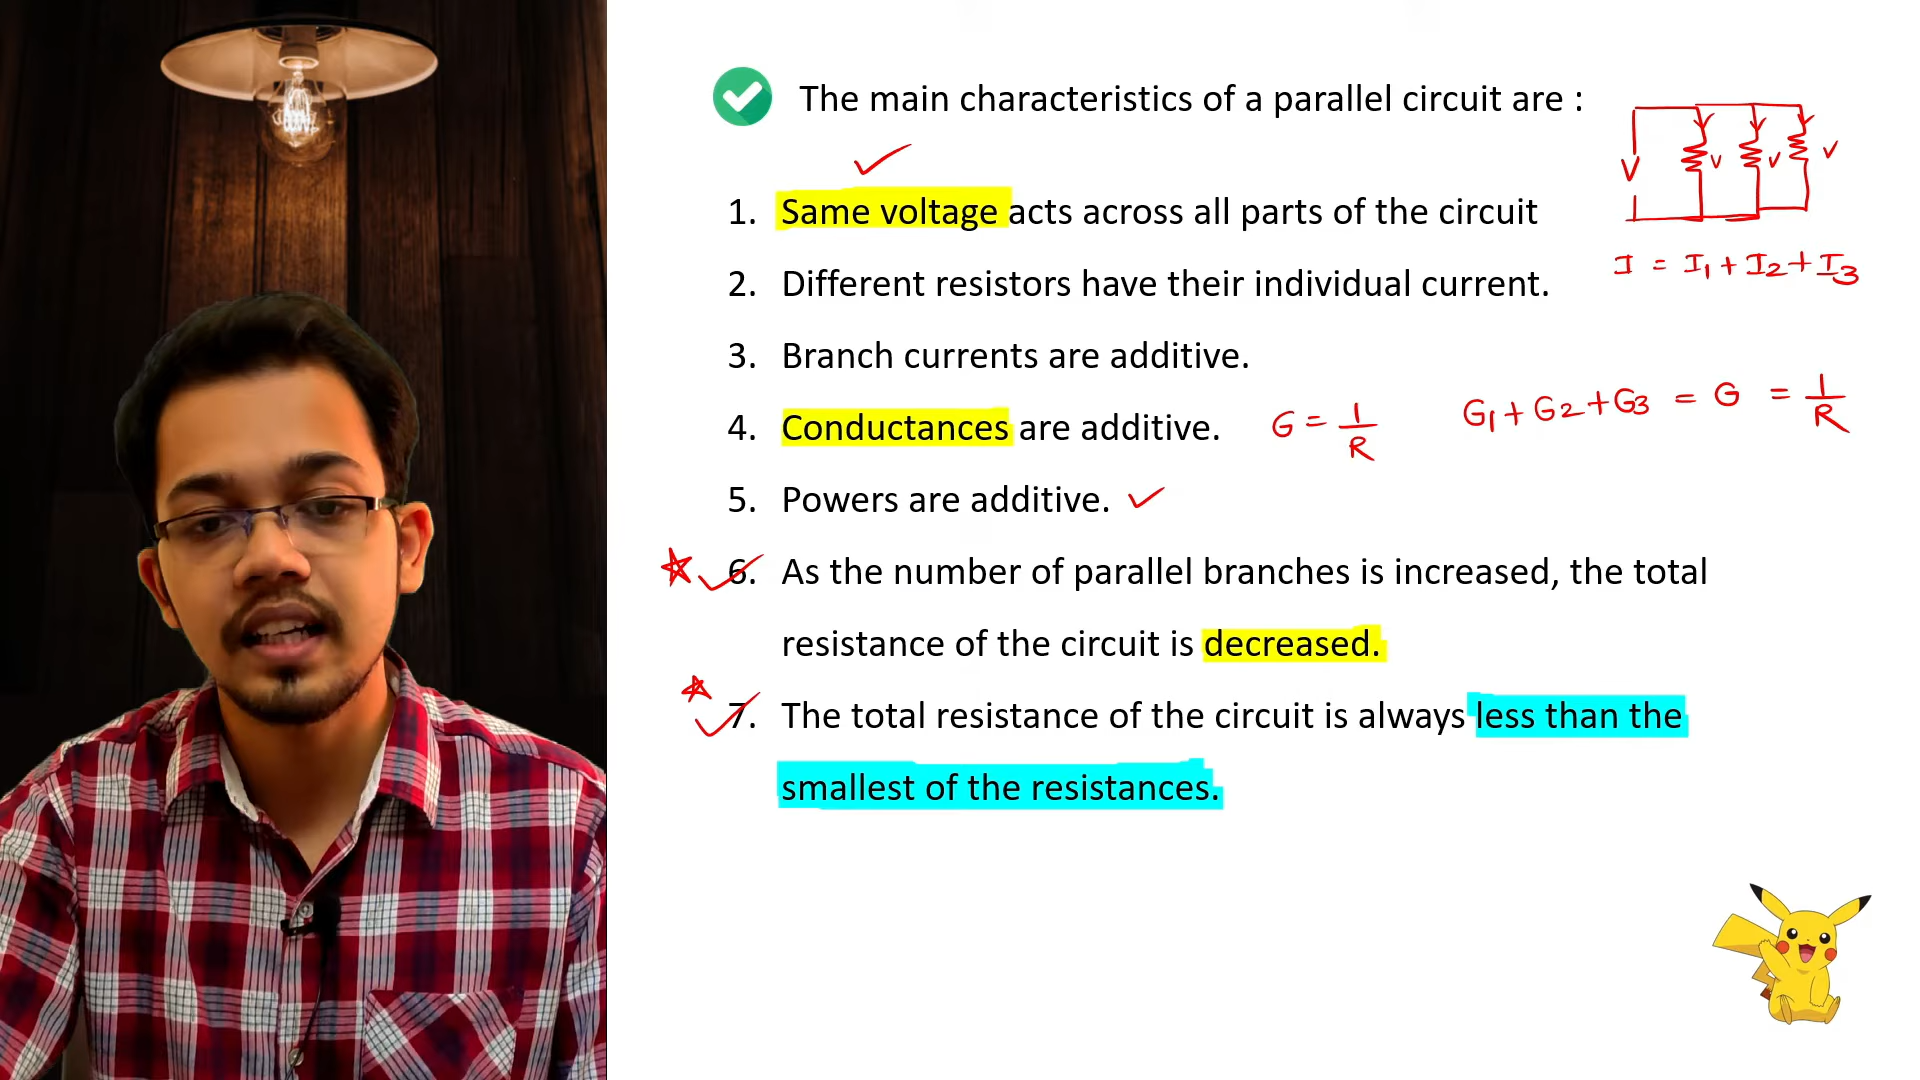 The main characteristics of a parallel circuit are :
V V V V
1. Same voltage acts across all parts of the circuit
I = I1 + I2 + I3
2. Different resistors have their individual current.
3. Branch currents are additive.
4. Conductances are additive. G = 1/R G1 + G2 + G3 = G = 1/R
5. Powers are additive.
6. As the number of parallel branches is increased, the total
resistance of the circuit is decreased.
7. The total resistance of the circuit is always less than the
smallest of the resistances.